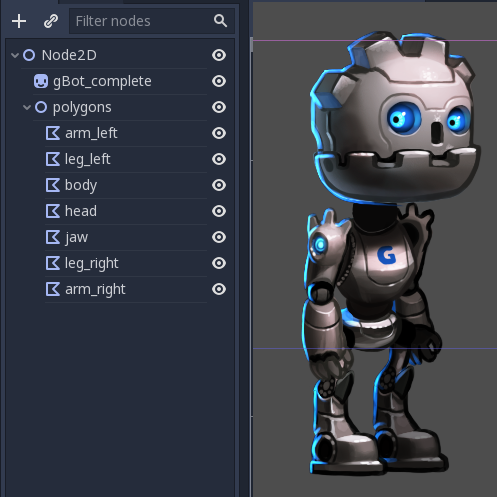 Filter nodes
Node2D
gBot_complete
polygons
arm_left
leg_left
body
head
jaw
leg_right
arm_right
G